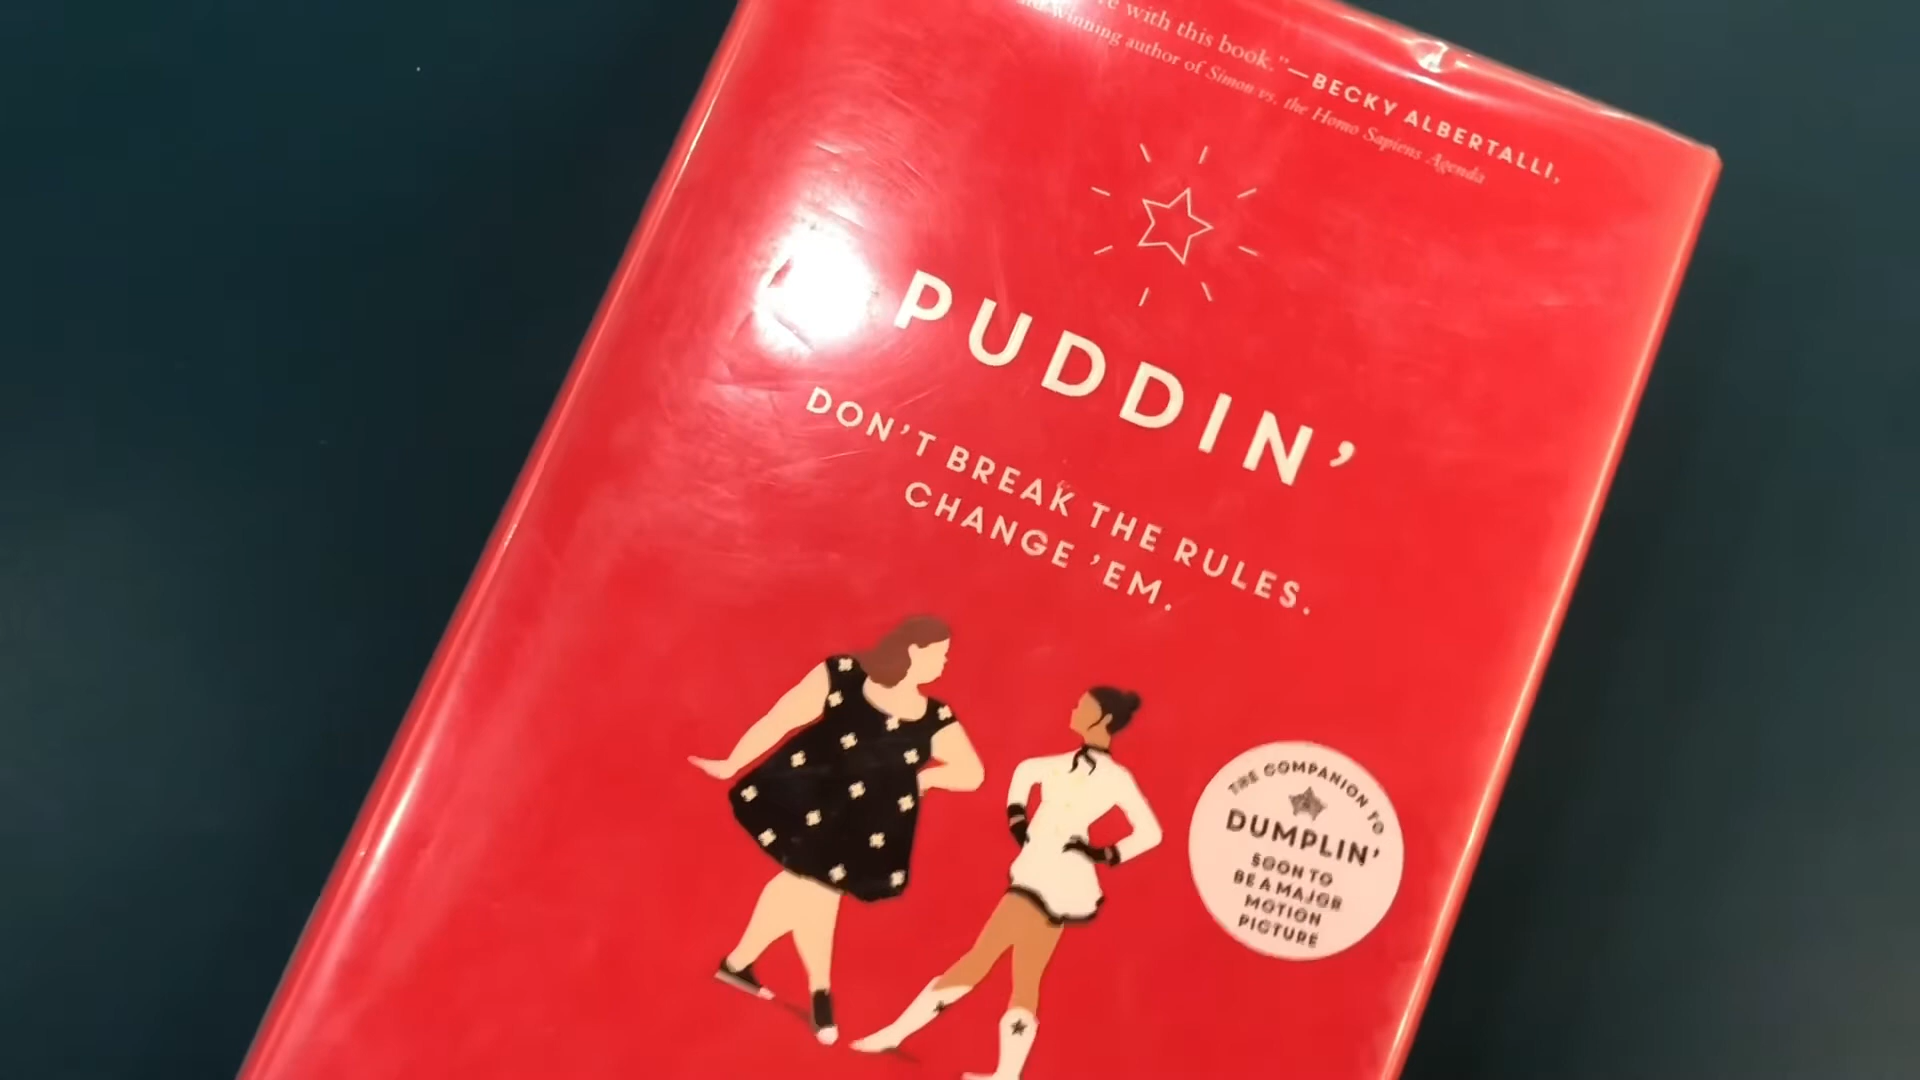 with this book."—BECKY ALBERTALLI,
winning author of Simon vs. the Homo Sapiens Agenda
PUDDIN'
DON'T BREAK THE RULES.
CHANGE 'EM.
THE COMPANION TO
DUMPLIN'
SOON TO
BE A MAJOR
MOTION
PICTURE